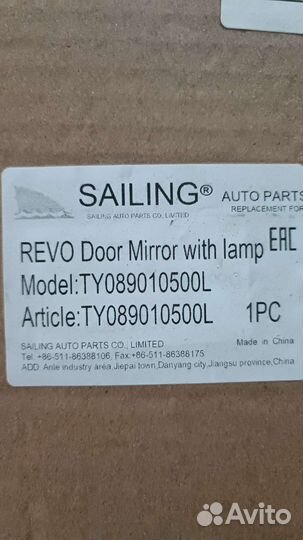 SAILING® AUTO PARTS
SAILING AUTO PARTS CO., LIMITED REPLACEMENT FOR
REVO Door Mirror with lamp EAC
Model:TY089010500L
Article:TY089010500L 1PC
SAILING AUTO PARTS CO., LIMITED Made in China
Tel: +86-511-86388106, Fax:+86-511-86388175
ADD: Anle industry area,Jiepai town,Danyang city,Jiangsu province,China
Avito